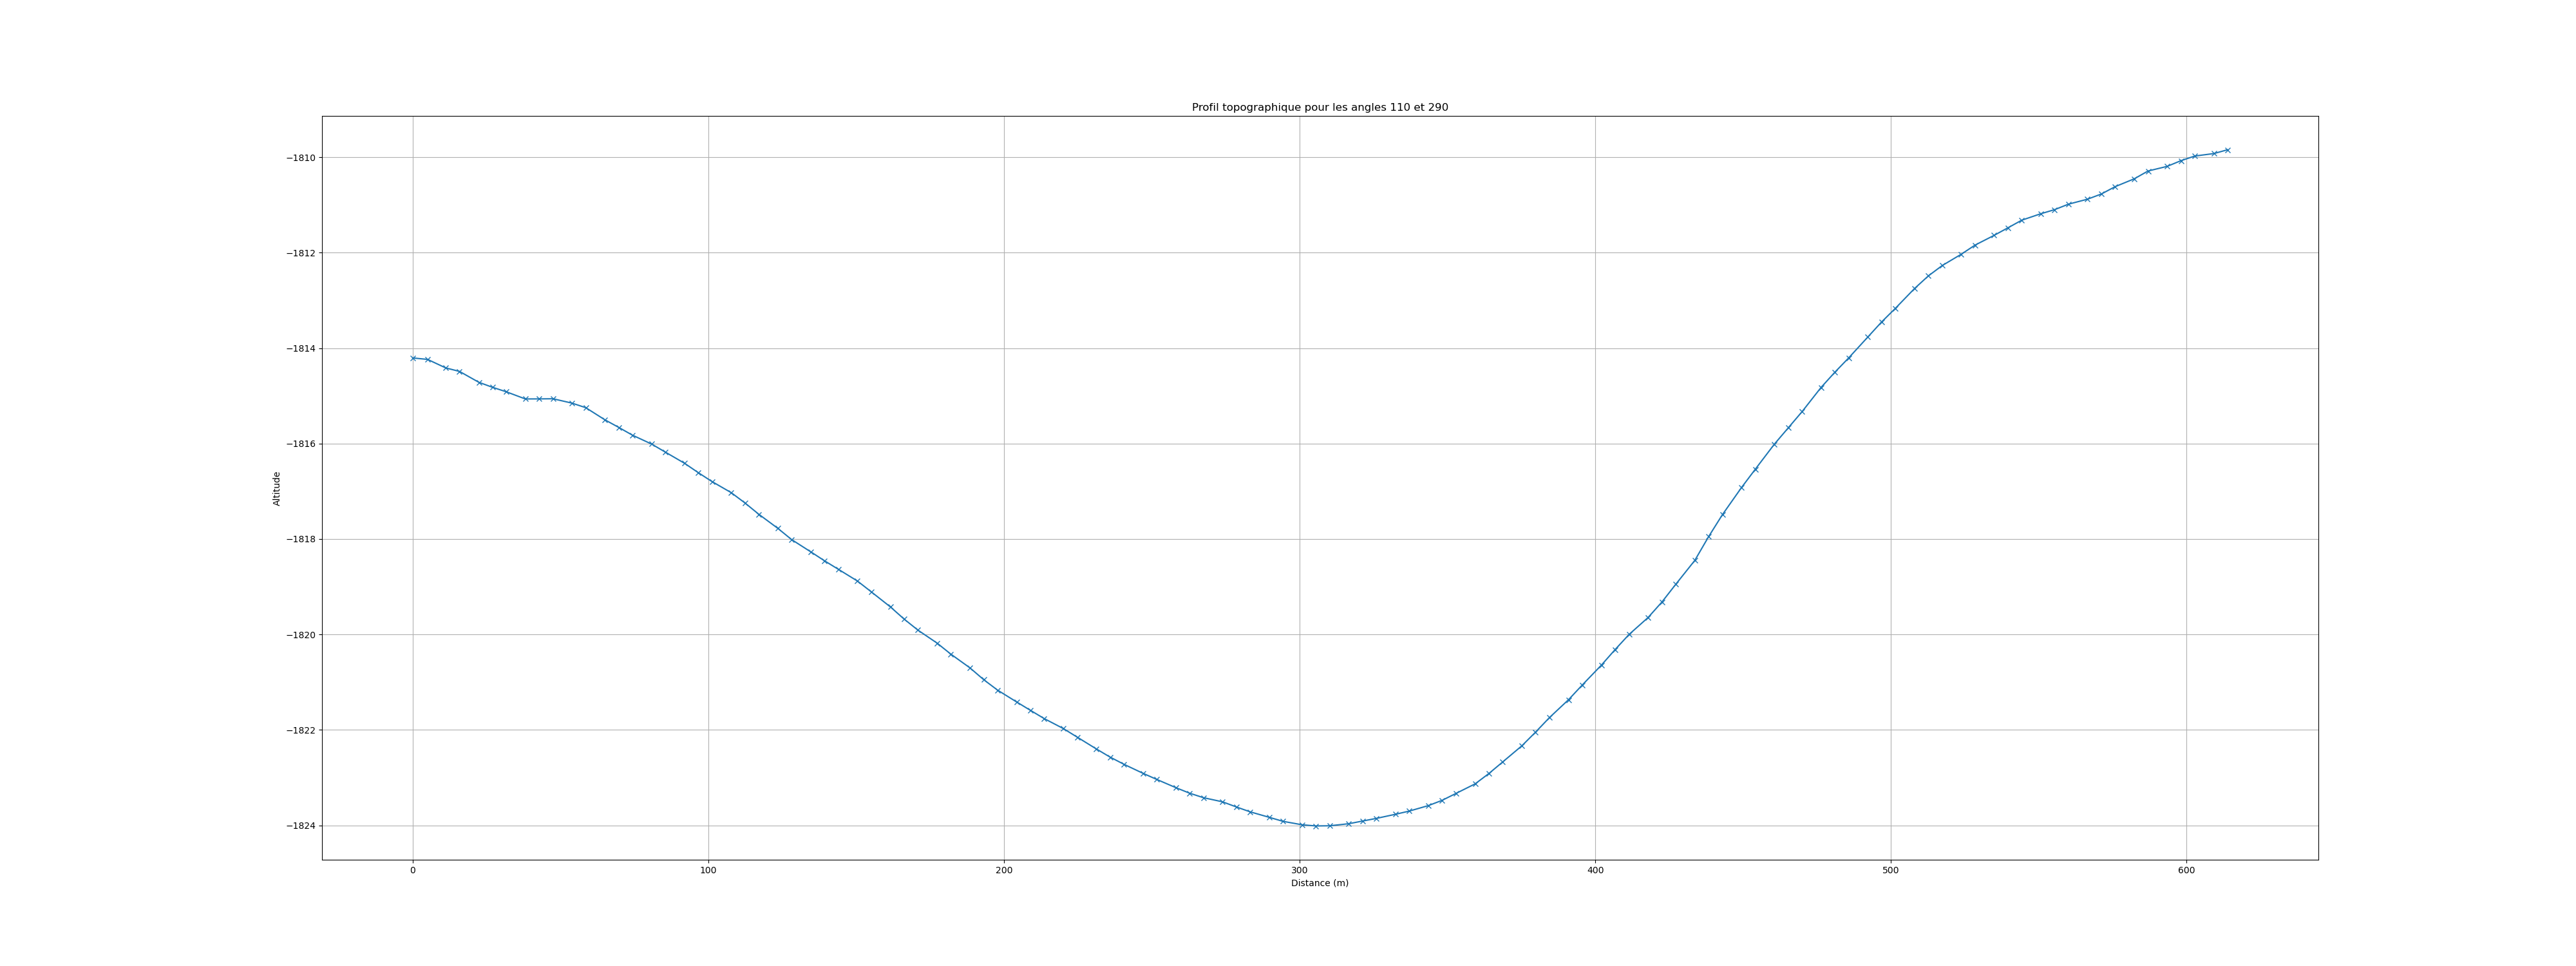 Profil topographique pour les angles 110 et 290
−1810
−1812
−1814
−1816
−1818
−1820
−1822
−1824
Altitude
0 100 200 300 400 500 600
Distance (m)